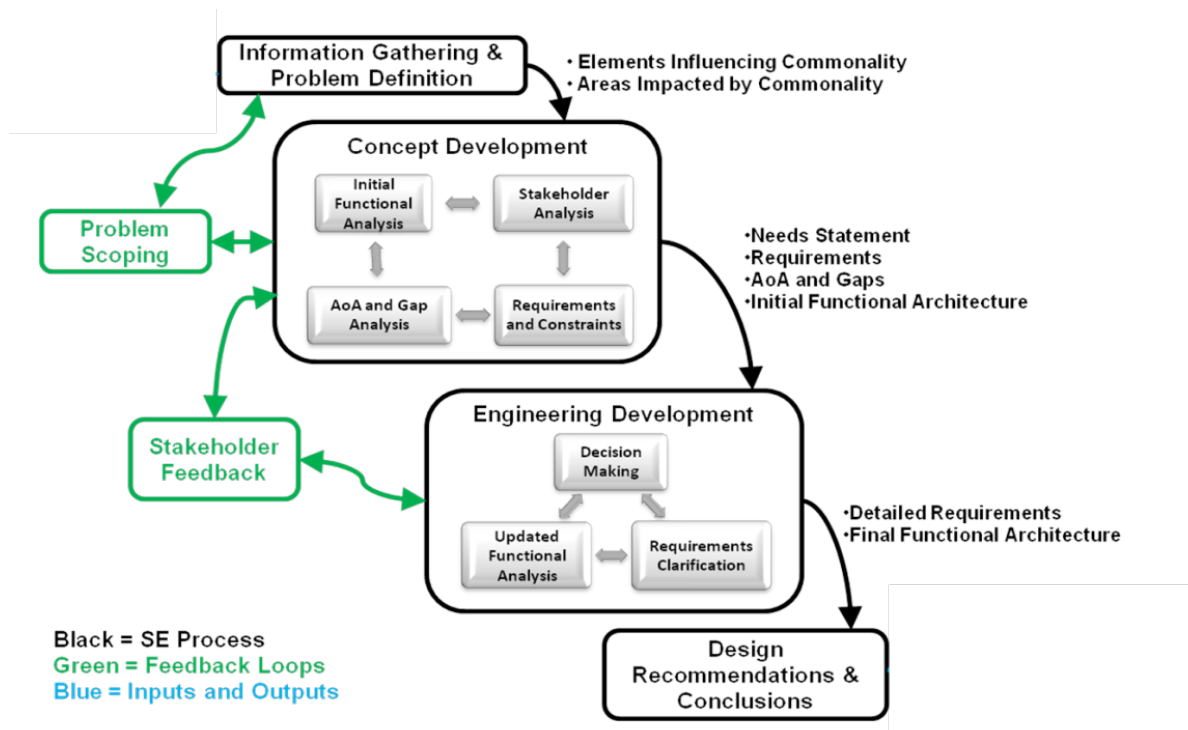 Information Gathering &
Problem Definition
• Elements Influencing Commonality
• Areas Impacted by Commonality
Concept Development
Initial
Functional
Analysis
Stakeholder
Analysis
AoA and Gap
Analysis
Requirements
and Constraints
Problem
Scoping
•Needs Statement
•Requirements
•AoA and Gaps
•Initial Functional Architecture
Stakeholder
Feedback
Engineering Development
Decision
Making
Updated
Functional
Analysis
Requirements
Clarification
•Detailed Requirements
•Final Functional Architecture
Design
Recommendations &
Conclusions
Black = SE Process
Green = Feedback Loops
Blue = Inputs and Outputs